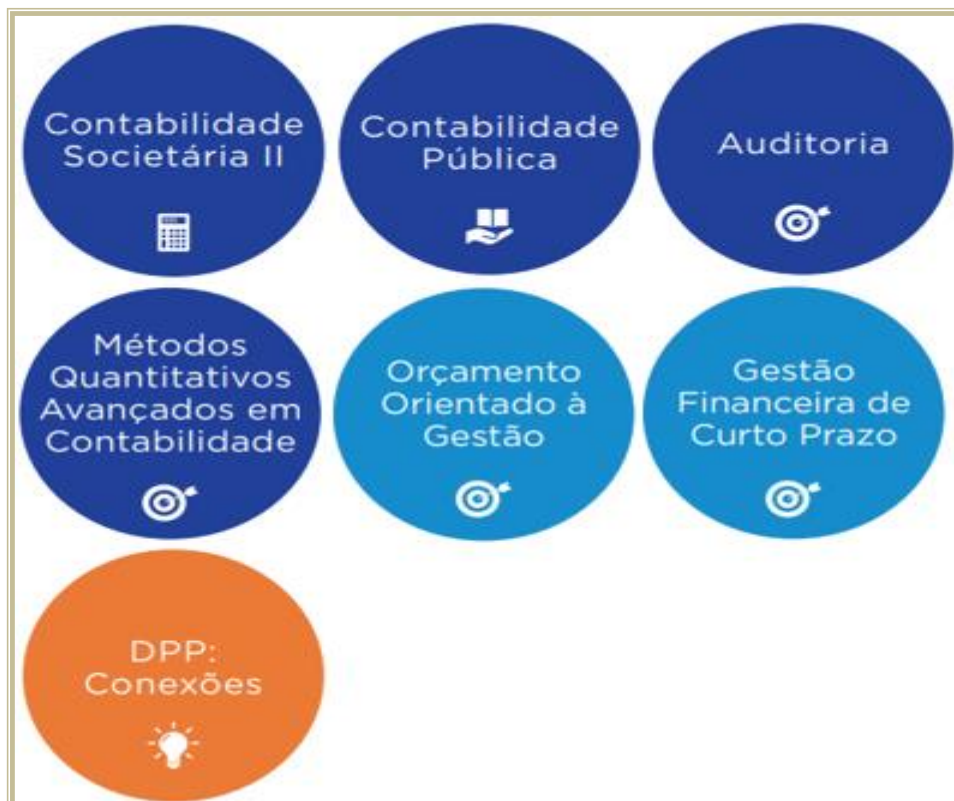 Contabilidade
Societária II
Contabilidade
Pública
Auditoria
Métodos
Quantitativos
Avançados em
Contabilidade
Orçamento
Orientado à
Gestão
Gestão
Financeira de
Curto Prazo
DPP:
Conexões